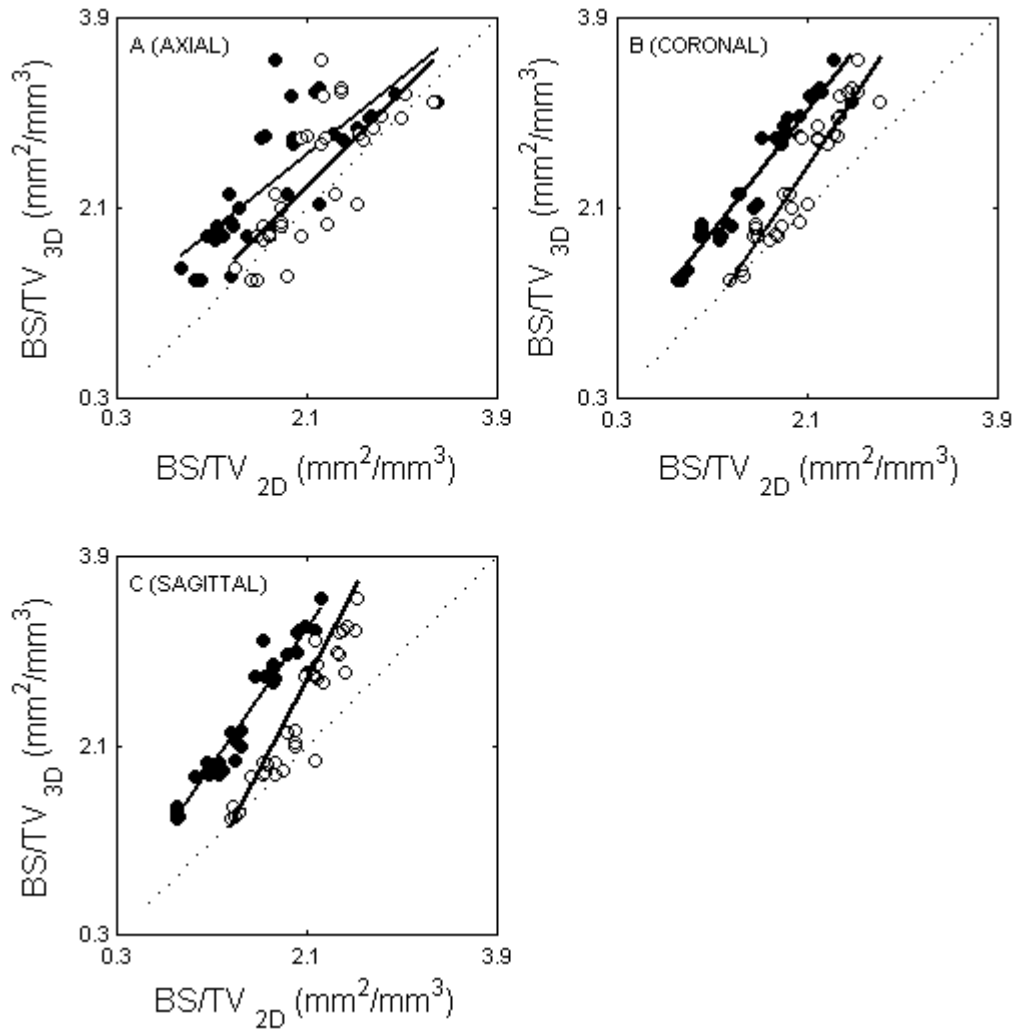 A (AXIAL)
3.9
2.1
0.3
BS/TV 3D (mm2/mm3)
0.3 2.1 3.9
BS/TV 2D (mm2/mm3)
B (CORONAL)
3.9
2.1
0.3
BS/TV 3D (mm2/mm3)
0.3 2.1 3.9
BS/TV 2D (mm2/mm3)
C (SAGITTAL)
3.9
2.1
0.3
BS/TV 3D (mm2/mm3)
0.3 2.1 3.9
BS/TV 2D (mm2/mm3)